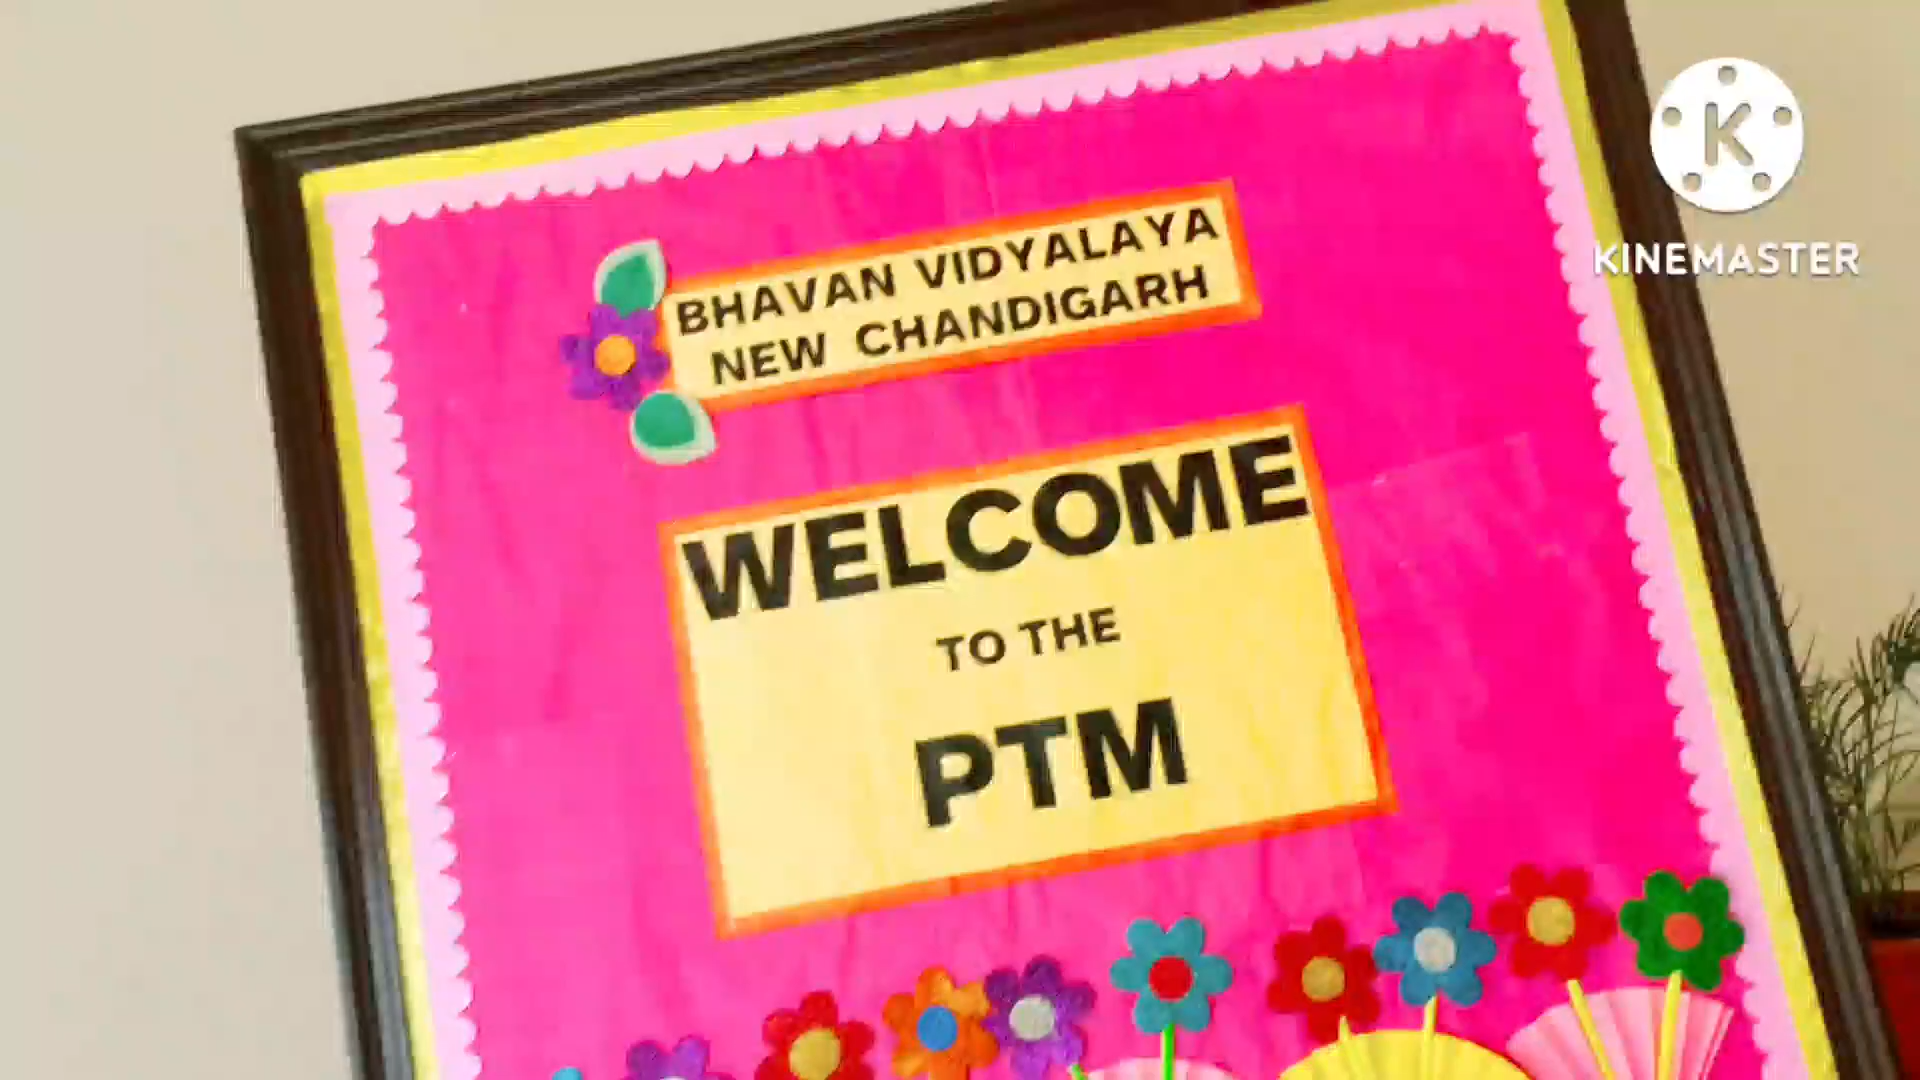 BHAVAN VIDYALAYA
NEW CHANDIGARH
WELCOME
TO THE
PTM
K
KINEMASTER